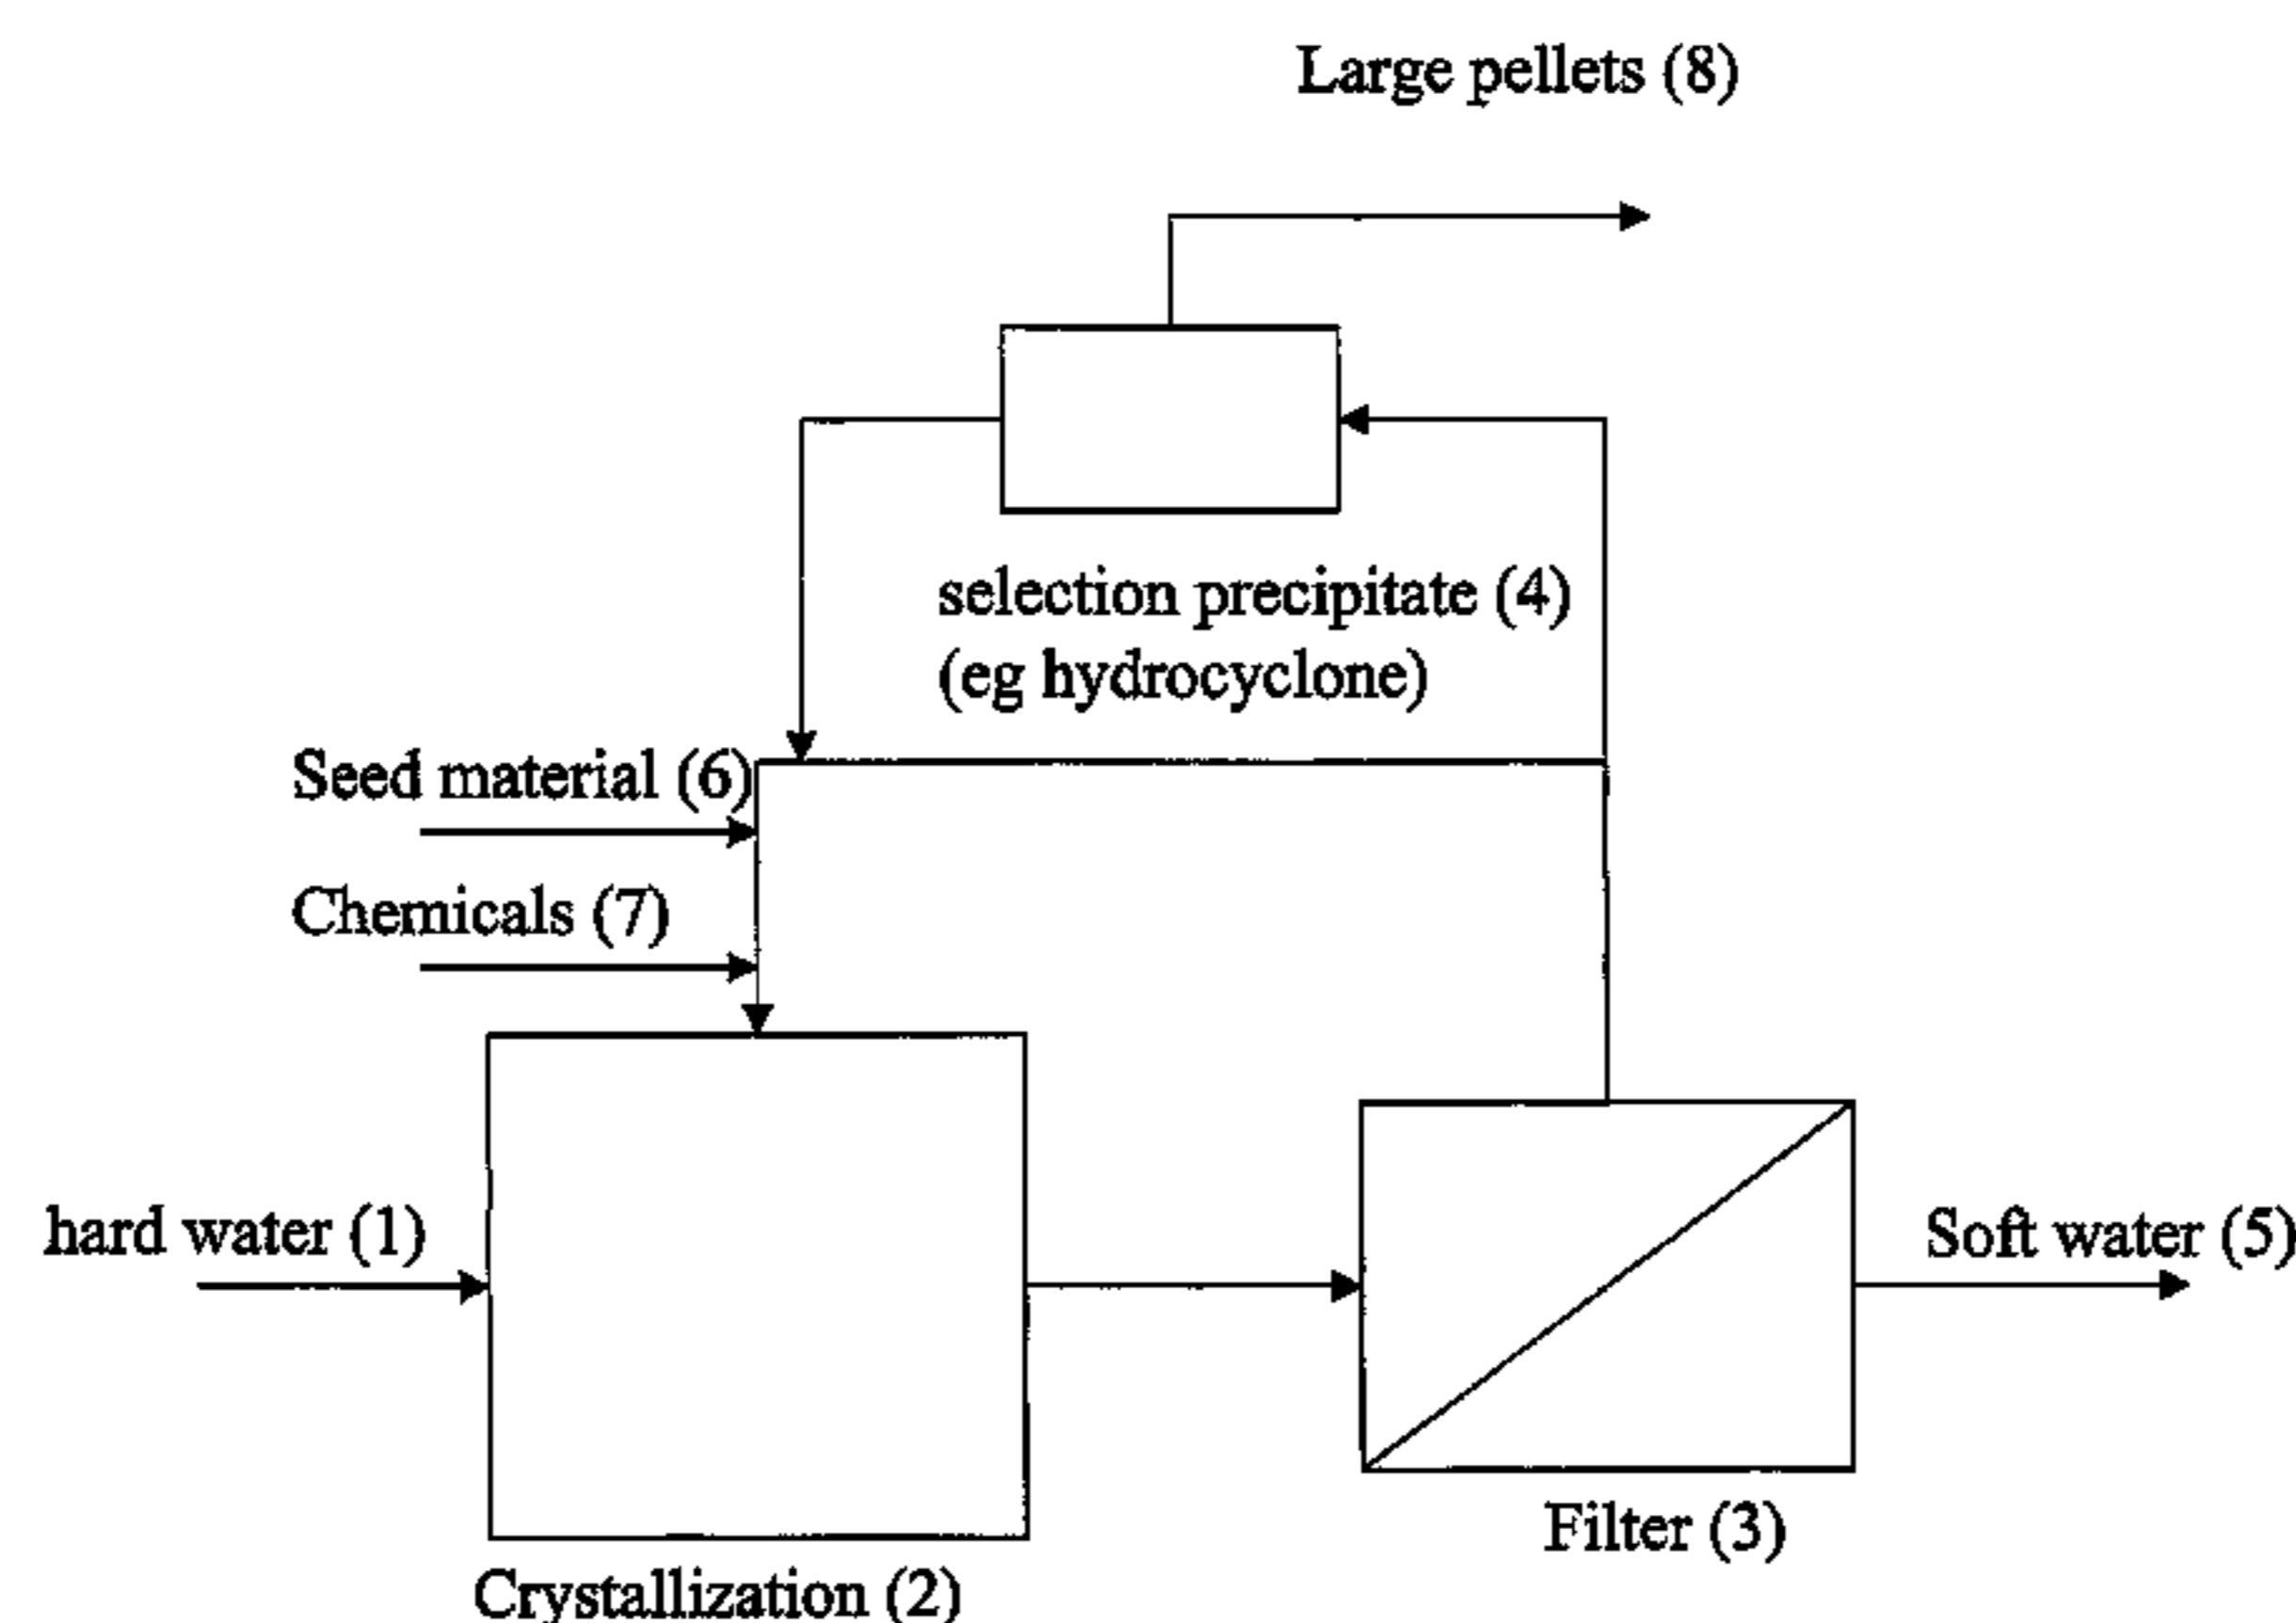 Large pellets (8)
selection precipitate (4)
(eg hydrocyclone)
Seed material (6)
Chemicals (7)
hard water (1)
Soft water (5)
Filter (3)
Crystallization (2)